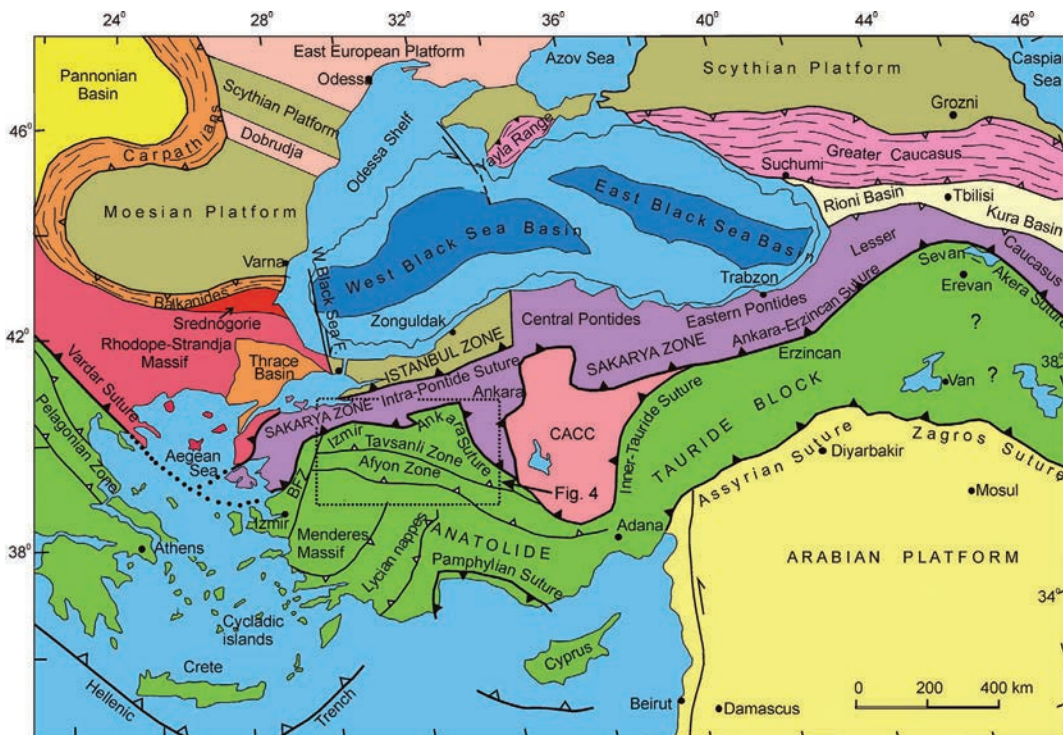 24°
28°
32°
36°
40°
44°
46°
Pannonian
Basin
East European Platform
Odessa
Azov Sea
Scythian Platform
Caspian
Sea
Scythian Platform
Grozni
46°
Dobrudja
Carpathians
Odessa Shelf
Yayla Range
Greater Caucasus
Suchumi
Rioni Basin
Tbilisi
Kura Basin
Moesian Platform
East Black Sea Basin
West Black Sea Basin
Lesser
Caucasus
Varna
W.Black Sea F.
Trabzon
Sevan
Akera Suture
Erevan
Balkanides
Srednogorie
Zonguldak
Central Pontides
Eastern Pontides
Ankara-Erzincan Suture
?
42°
Rhodope-Strandja
Massif
Thrace
Basin
ISTANBUL ZONE
SAKARYA ZONE
Erzincan
38°
Vardar Suture
SAKARYA ZONE
Intra-Pontide Suture
Ankara
Van
?
Pelagonian Zone
Aegean
Sea
Izmir
Ankara Suture
Tavsanli Zone
Afyon Zone
CACC
Inner-Tauride Suture
TAURIDE BLOCK
Assyrian Suture
Zagros Suture
Diyarbakir
BFZ
Fig. 4
Mosul
Izmir
Menderes
Massif
Lycian nappes
ANATOLIDE
Adana
Athens
38°
Pamphylian Suture
ARABIAN PLATFORM
34°
Cycladic
islands
Crete
Cyprus
Hellenic
Trench
Beirut
Damascus
0 200 400 km